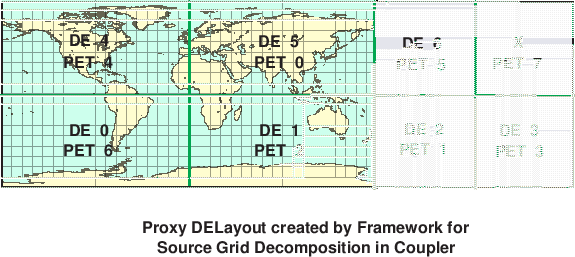 DE 4 DE 5 DE 6 X
PET 4 PET 0 PET 5 PET 7
DE 0 DE 1 DE 2 DE 3
PET 6 PET 2 PET 1 PET 3
Proxy DELayout created by Framework for
Source Grid Decomposition in Coupler